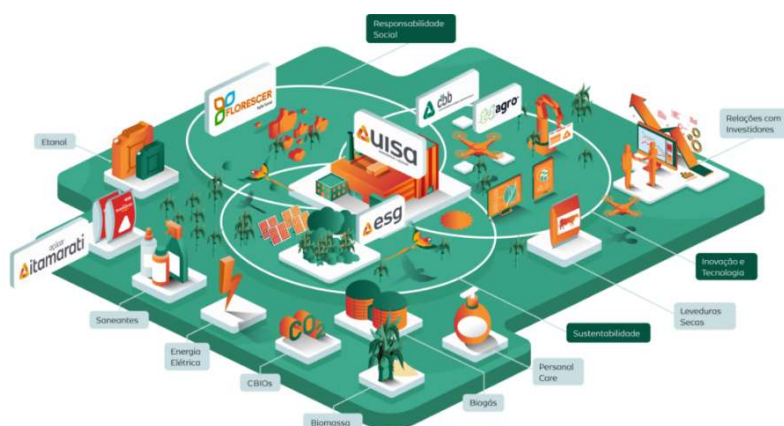 Responsabilidade
Social
FLORESCER
cbb
agro
Relações com
Investidores
Etanol
uisa
esg
açúcar
itamarati
Inovação e
Tecnologia
Saneantes
Leveduras
Secas
Sustentabilidade
Energia
Elétrica
CO2
CBIOs
Personal
Care
Biogás
Biomassa